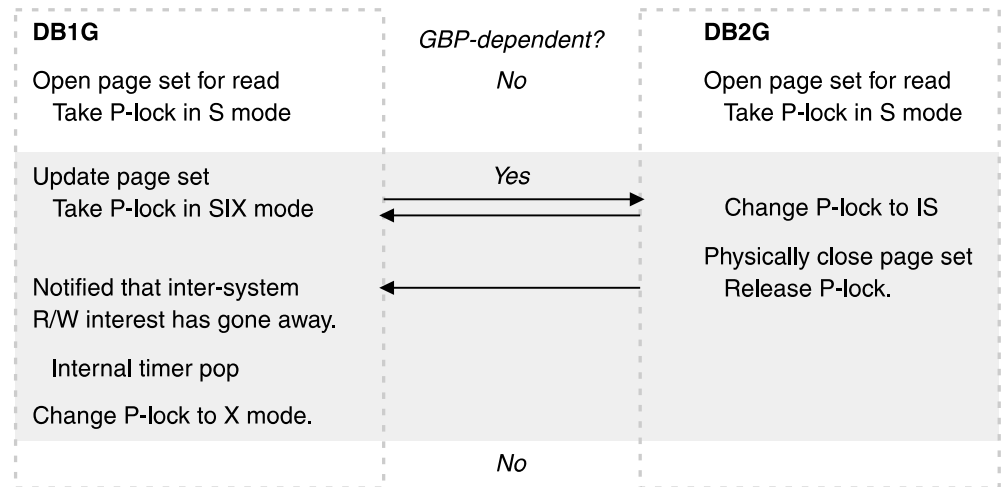 DB1G
GBP-dependent?
DB2G
Open page set for read
No
Open page set for read
Take P-lock in S mode
Take P-lock in S mode
Update page set
Yes
Take P-lock in SIX mode
Change P-lock to IS
Physically close page set
Notified that inter-system
Release P-lock.
R/W interest has gone away.
Internal timer pop
Change P-lock to X mode.
No